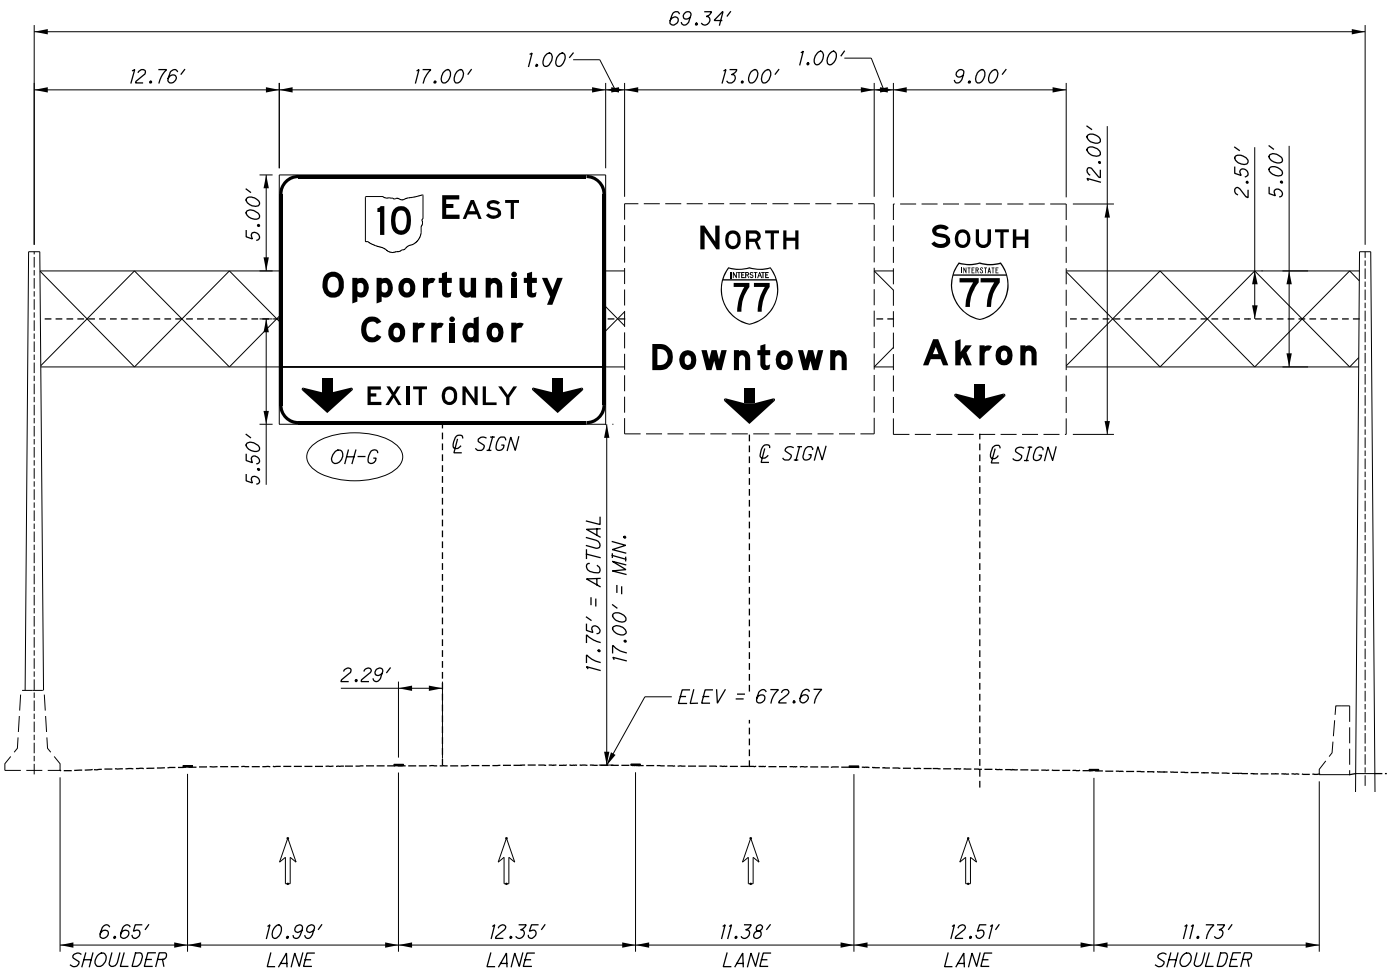 69.34′
12.76′ 17.00′ 1.00′ 13.00′ 1.00′ 9.00′
5.00′
12.00′
2.50′
5.00′
10 EAST
Opportunity
Corridor
EXIT ONLY
NORTH
INTERSTATE
77
Downtown
SOUTH
INTERSTATE
77
Akron
5.50′
OH-G
℄ SIGN
℄ SIGN
℄ SIGN
17.75′ = ACTUAL
17.00′ = MIN.
2.29′
ELEV = 672.67
6.65′ 10.99′ 12.35′ 11.38′ 12.51′ 11.73′
SHOULDER LANE LANE LANE LANE SHOULDER